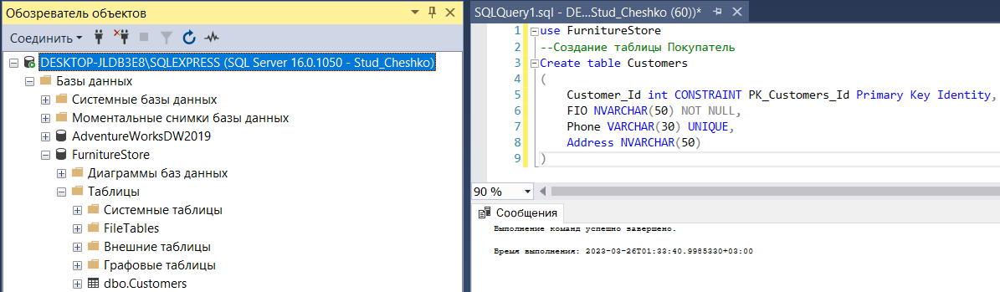 Обозреватель объектов
Соединить
DESKTOP-JLDB3E8\SQLEXPRESS (SQL Server 16.0.1050 - Stud_Cheshko)
Базы данных
Системные базы данных
Моментальные снимки базы данных
AdventureWorksDW2019
FurnitureStore
Диаграммы баз данных
Таблицы
Системные таблицы
FileTables
Внешние таблицы
Графовые таблицы
dbo.Customers
SQLQuery1.sql - DE...Stud_Cheshko (60))*
1 use FurnitureStore
2 --Создание таблицы Покупатель
3 Create table Customers
4 (
5 Customer_Id int CONSTRAINT PK_Customers_Id Primary Key Identity,
6 FIO NVARCHAR(50) NOT NULL,
7 Phone VARCHAR(30) UNIQUE,
8 Address NVARCHAR(50)
9 )
90 %
Сообщения
Выполнение команд успешно завершено.
Время выполнения: 2023-03-26T01:33:40.9985330+03:00